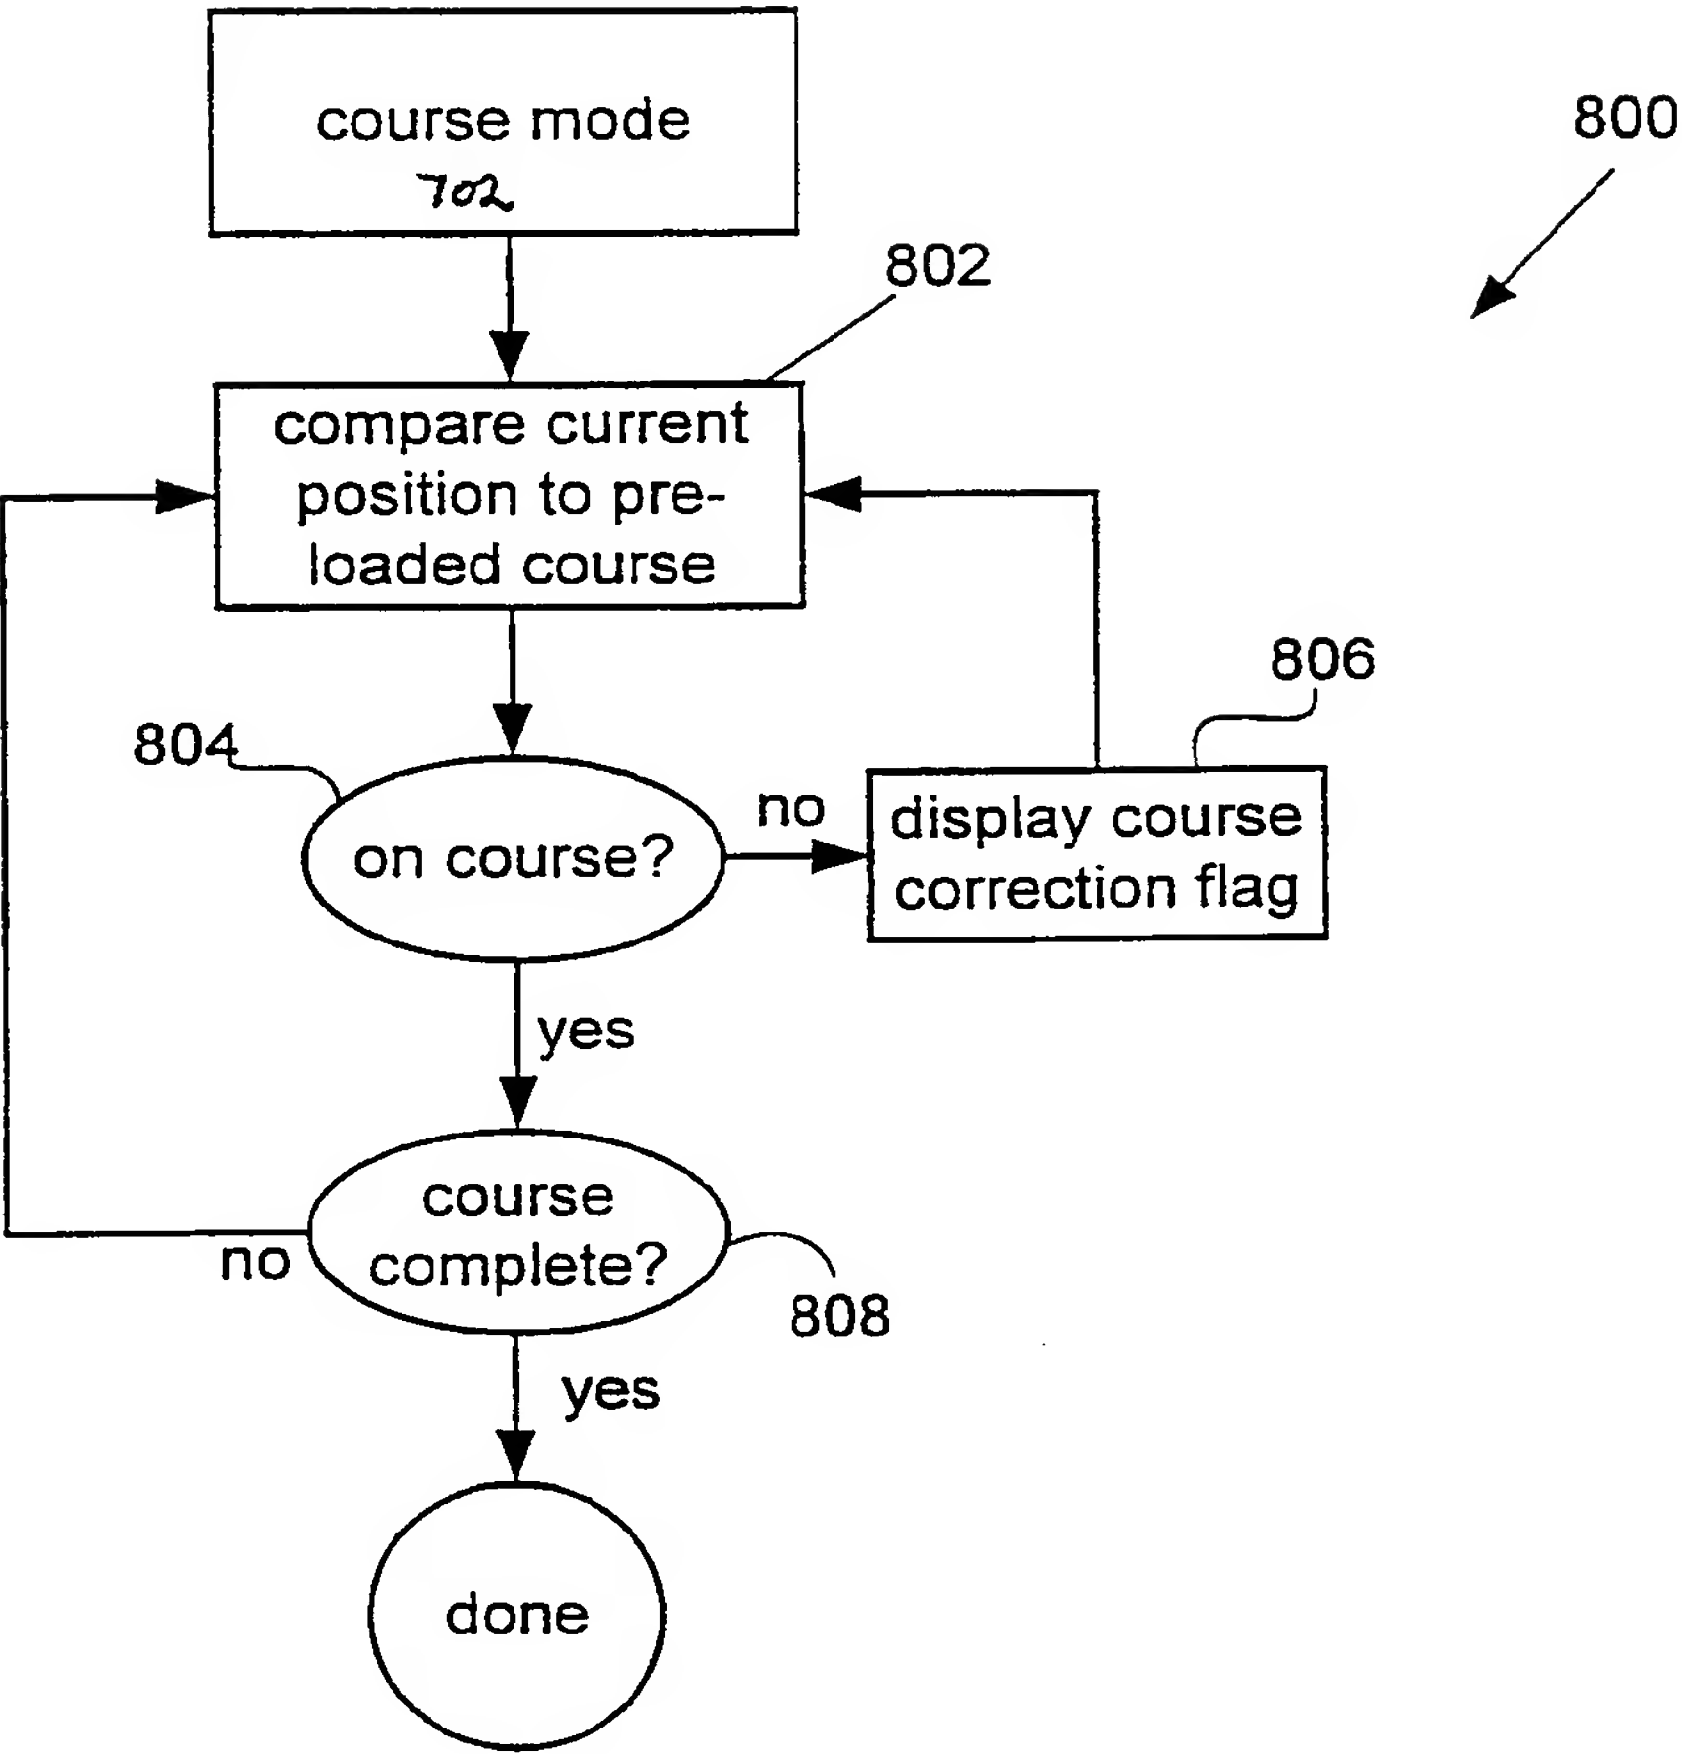 course mode
702
800
802
compare current
position to pre-
loaded course
804
806
on course?
no
display course
correction flag
yes
course
complete?
no
808
yes
done